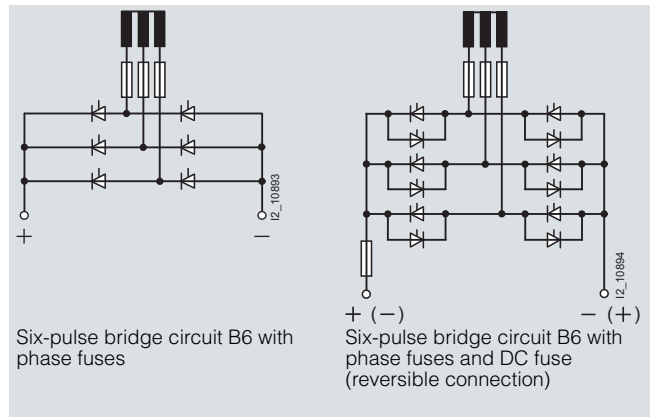 I2_10893
+
−
Six-pulse bridge circuit B6 with
phase fuses
I2_10894
+ (−)
− (+)
Six-pulse bridge circuit B6 with
phase fuses and DC fuse
(reversible connection)